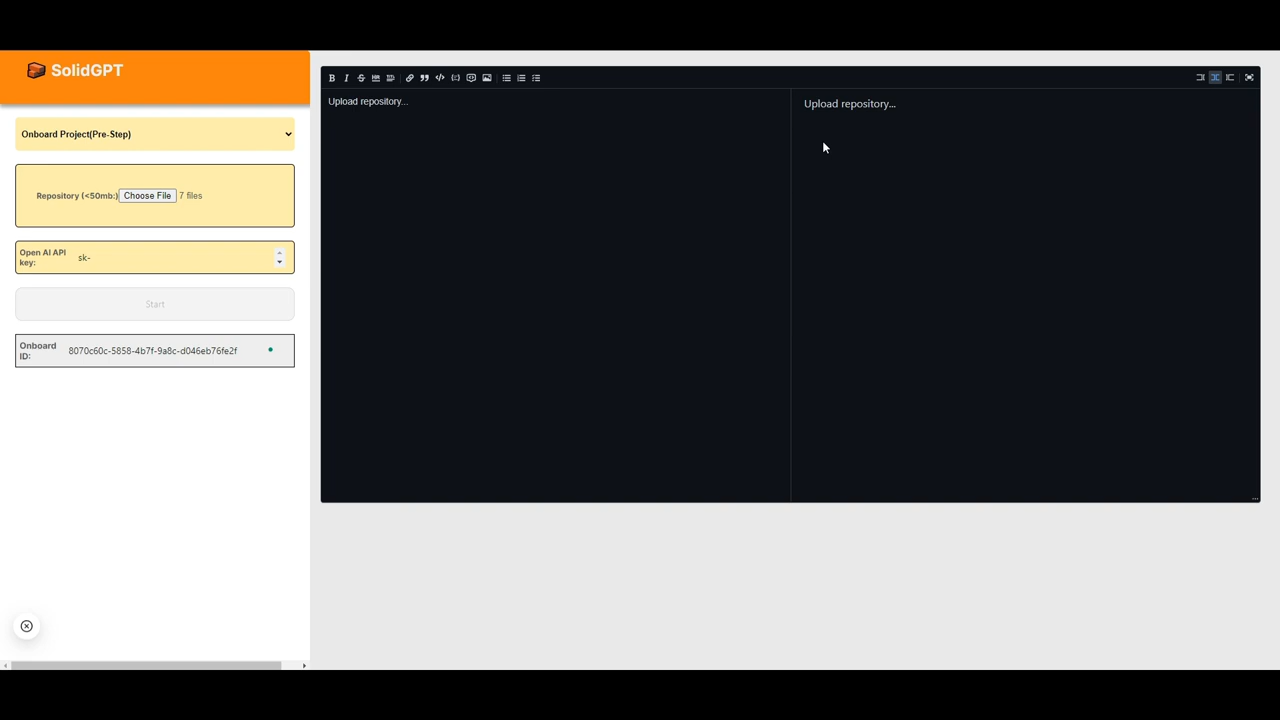 SolidGPT
Onboard Project(Pre-Step)
Repository (<50mb:) Choose File 7 files
Open AI API
key:
sk-
Start
Onboard
ID:
8070c60c-5858-4b7f-9a8c-d046eb76fe2f
Upload repository...
Upload repository...